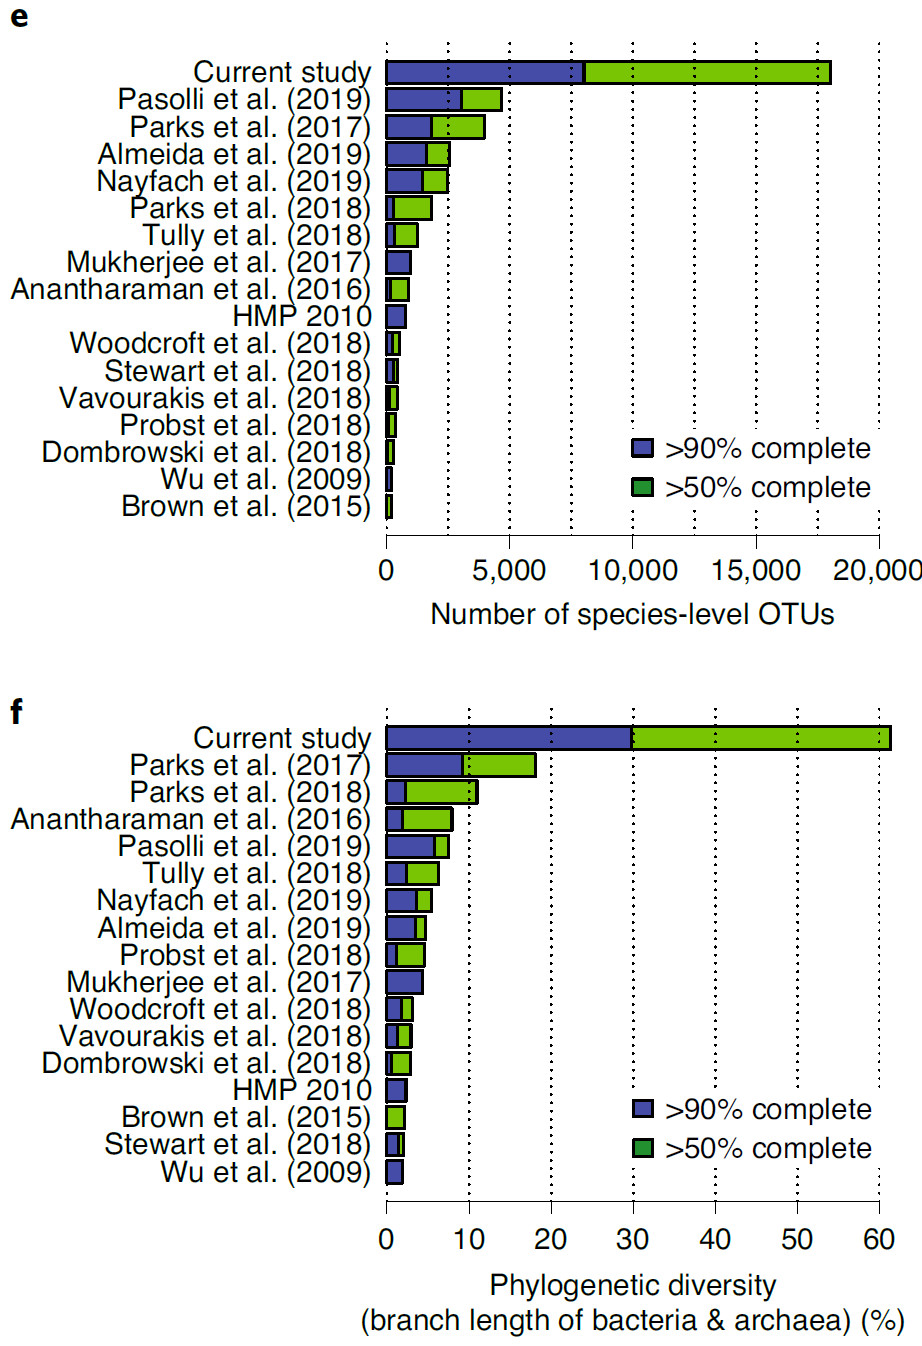 e
Current study
Pasolli et al. (2019)
Parks et al. (2017)
Almeida et al. (2019)
Nayfach et al. (2019)
Parks et al. (2018)
Tully et al. (2018)
Mukherjee et al. (2017)
Anantharaman et al. (2016)
HMP 2010
Woodcroft et al. (2018)
Stewart et al. (2018)
Vavourakis et al. (2018)
Probst et al. (2018)
Dombrowski et al. (2018)
Wu et al. (2009)
Brown et al. (2015)
>90% complete
>50% complete
0 5,000 10,000 15,000 20,000
Number of species-level OTUs
f
Current study
Parks et al. (2017)
Parks et al. (2018)
Anantharaman et al. (2016)
Pasolli et al. (2019)
Tully et al. (2018)
Nayfach et al. (2019)
Almeida et al. (2019)
Probst et al. (2018)
Mukherjee et al. (2017)
Woodcroft et al. (2018)
Vavourakis et al. (2018)
Dombrowski et al. (2018)
HMP 2010
Brown et al. (2015)
Stewart et al. (2018)
Wu et al. (2009)
>90% complete
>50% complete
0 10 20 30 40 50 60
Phylogenetic diversity
(branch length of bacteria & archaea) (%)